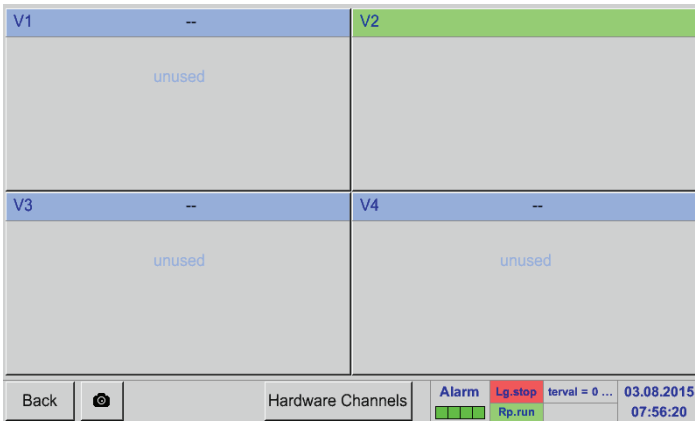 V1 -- V2
unused
V3 -- V4 --
unused unused
Back Hardware Channels Alarm Lg.stop terval = 0 ... 03.08.2015
Rp.run 07:56:20